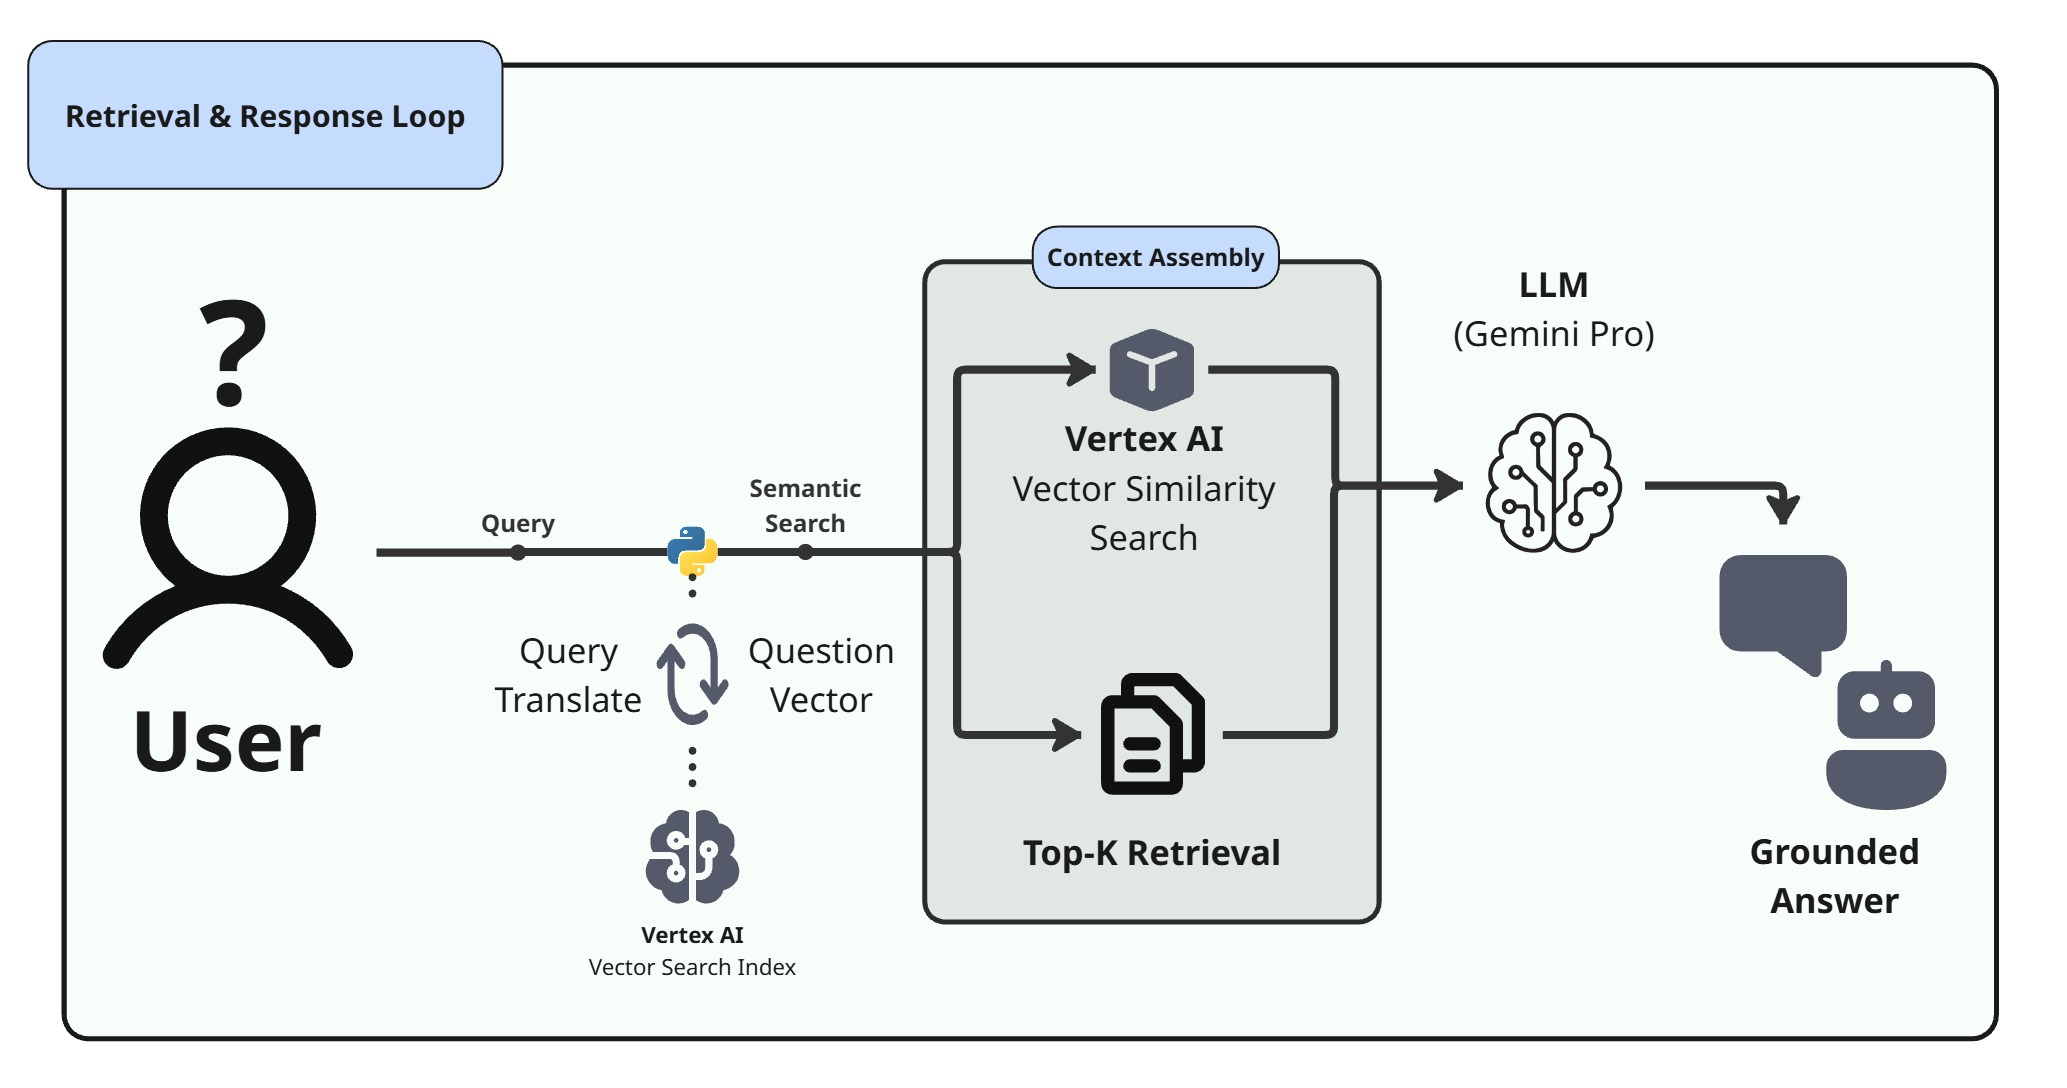 Retrieval & Response Loop
?
User
Query
Semantic
Search
Query
Translate
Question
Vector
Vertex AI
Vector Search Index
Context Assembly
Vertex AI
Vector Similarity
Search
Top-K Retrieval
LLM
(Gemini Pro)
Grounded
Answer